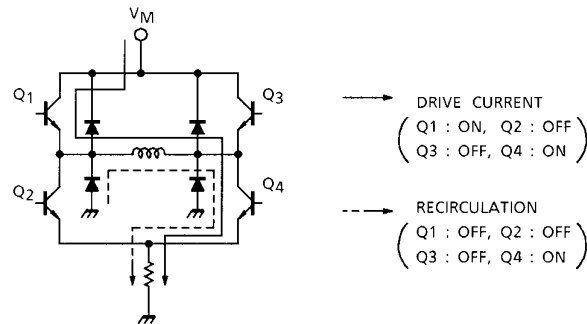 VM
Q1
Q3
Q2
Q4
DRIVE CURRENT
( Q1 : ON, Q2 : OFF
Q3 : OFF, Q4 : ON )
RECIRCULATION
( Q1 : OFF, Q2 : OFF
Q3 : OFF, Q4 : ON )